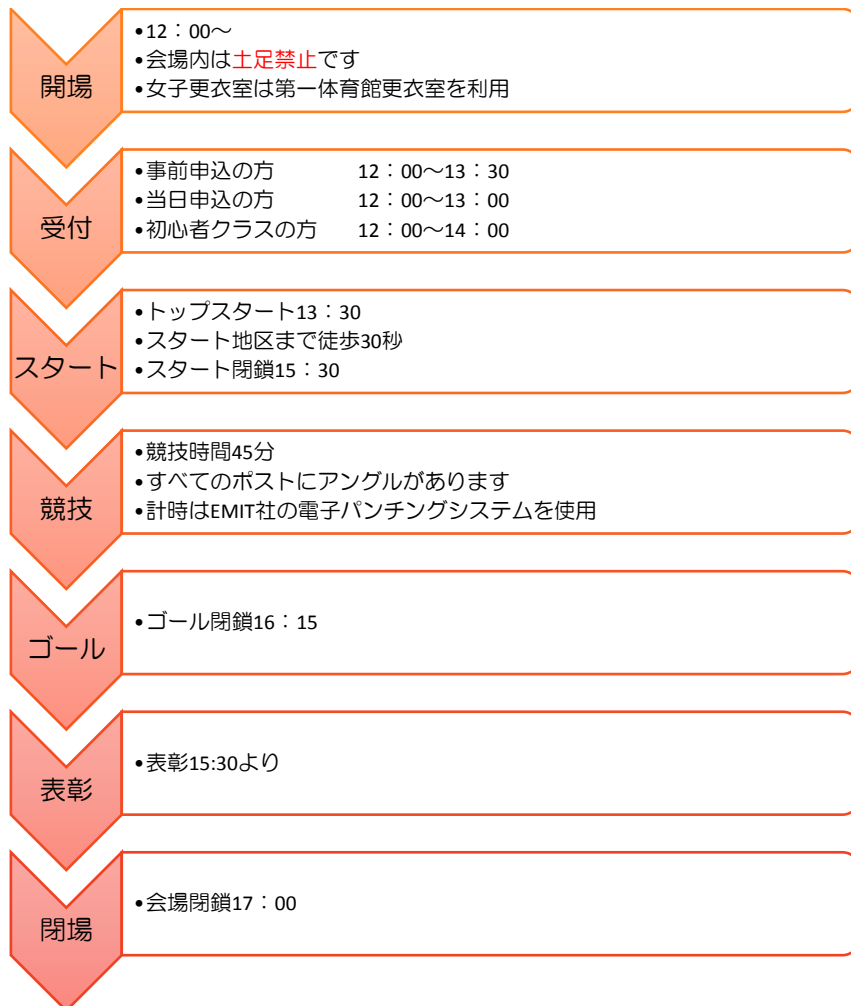 開場
•12：00～
•会場内は土足禁止です
•女子更衣室は第一体育館更衣室を利用
受付
•事前申込の方 12：00～13：30
•当日申込の方 12：00～13：00
•初心者クラスの方 12：00～14：00
スタート
•トップスタート13：30
•スタート地区まで徒歩30秒
•スタート閉鎖15：30
競技
•競技時間45分
•すべてのポストにアングルがあります
•計時はEMIT社の電子パンチングシステムを使用
ゴール
•ゴール閉鎖16：15
表彰
•表彰15:30より
閉場
•会場閉鎖17：00